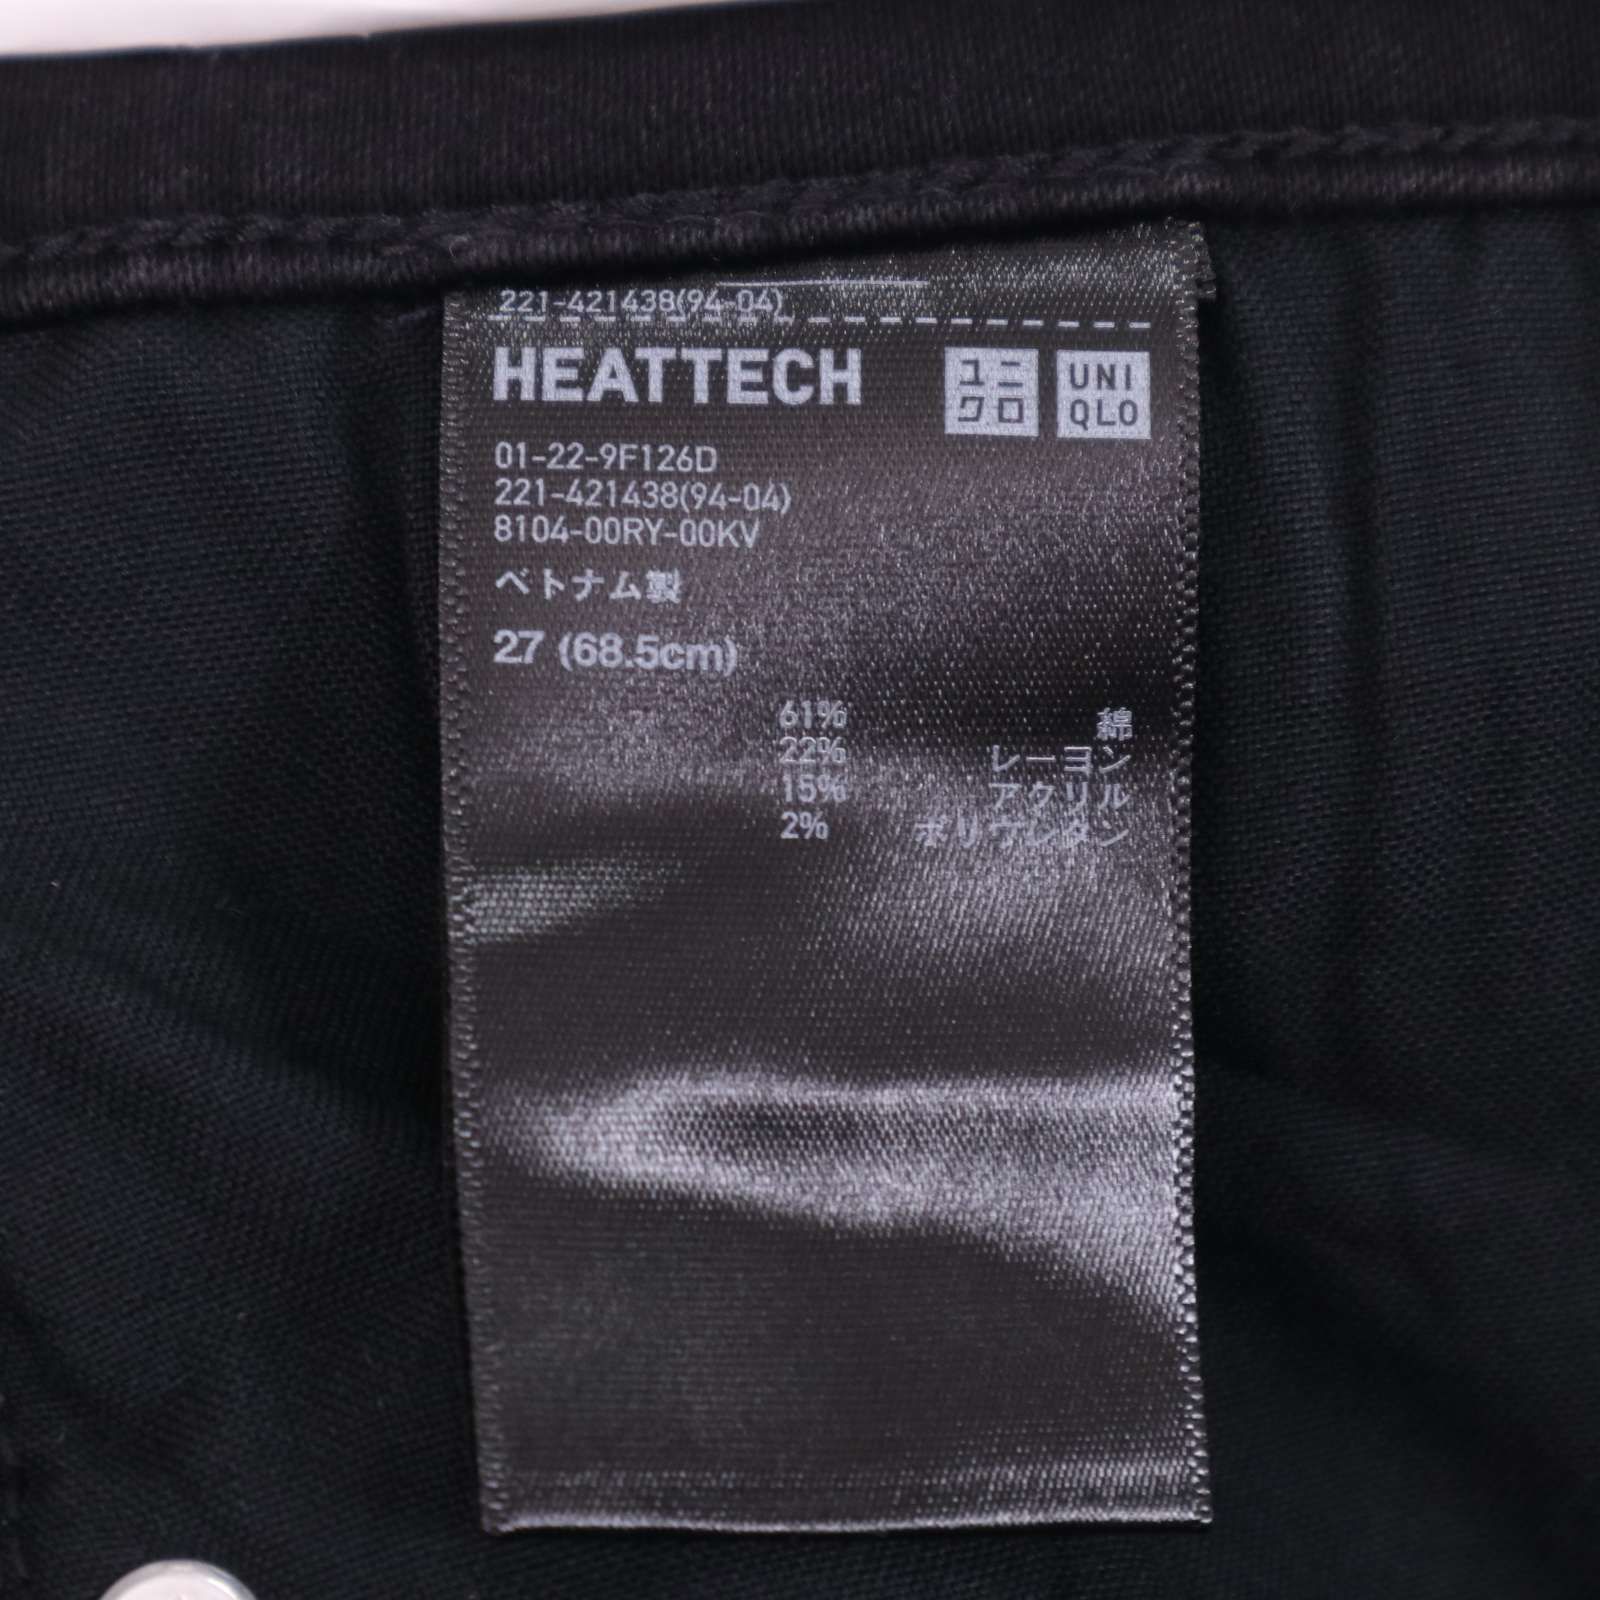 221-421438(94-04)
HEATTECH
ユニ
クロ
UNI
QLO
01-22-9F126D
221-421438(94-04)
8104-00RY-00KV
ベトナム製
27 (68.5cm)
61% 綿
22% レーヨン
15% アクリル
2% ポリウレタン